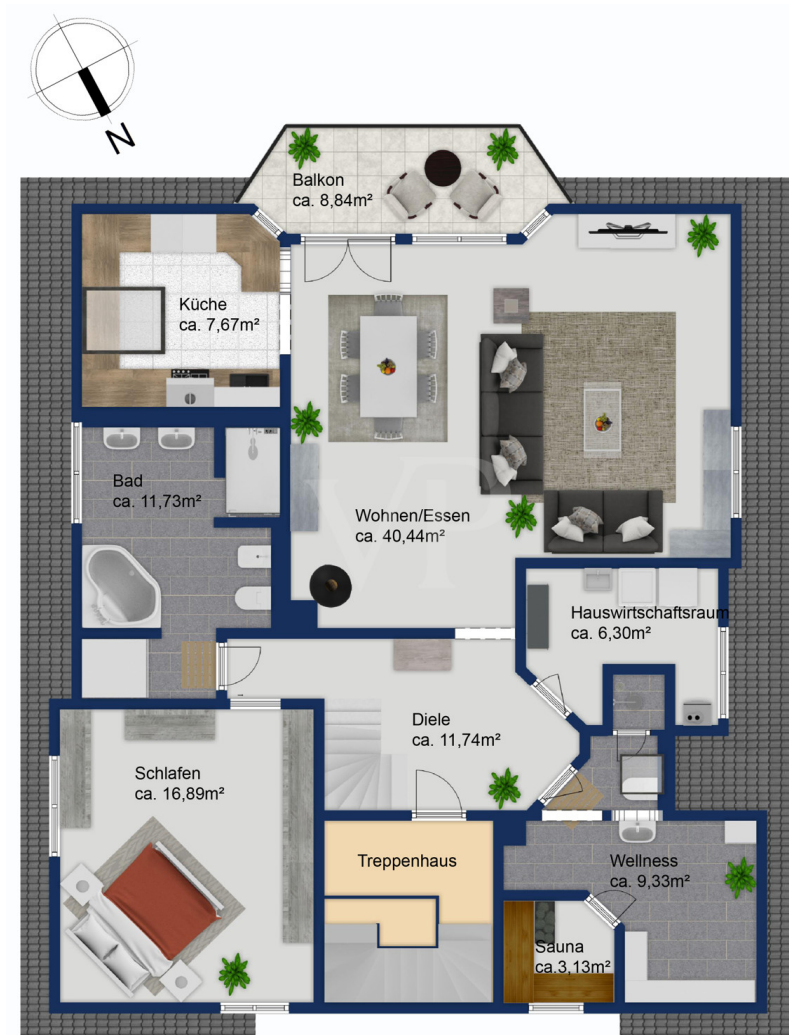 N
Balkon
ca. 8,84m²
Küche
ca. 7,67m²
Bad
ca. 11,73m²
Wohnen/Essen
ca. 40,44m²
VP
Hauswirtschaftsraum
ca. 6,30m²
Diele
ca. 11,74m²
Schlafen
ca. 16,89m²
Treppenhaus
Wellness
ca. 9,33m²
Sauna
ca.3,13m²